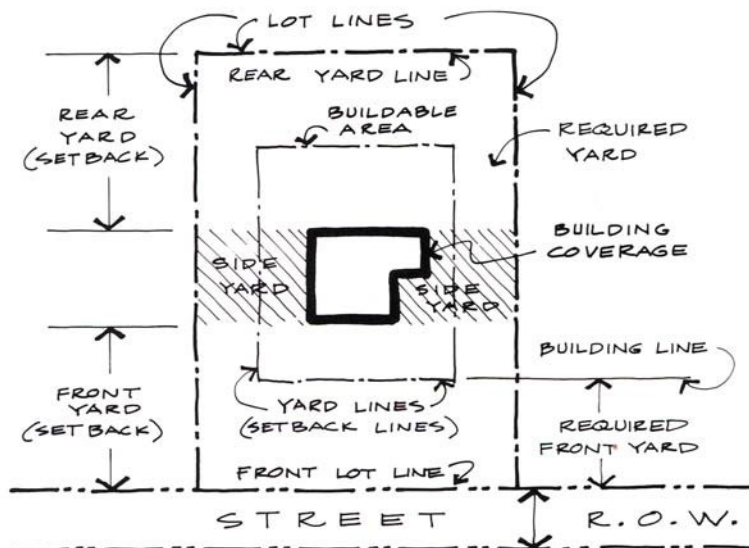 LOT LINES
REAR YARD LINE
REAR
YARD
(SETBACK)
BUILDABLE
AREA
REQUIRED
YARD
BUILDING
COVERAGE
SIDE
YARD
SIDE
YARD
BUILDING LINE
FRONT
YARD
(SETBACK)
YARD LINES
(SETBACK LINES)
REQUIRED
FRONT YARD
FRONT LOT LINE
STREET
R.O.W.